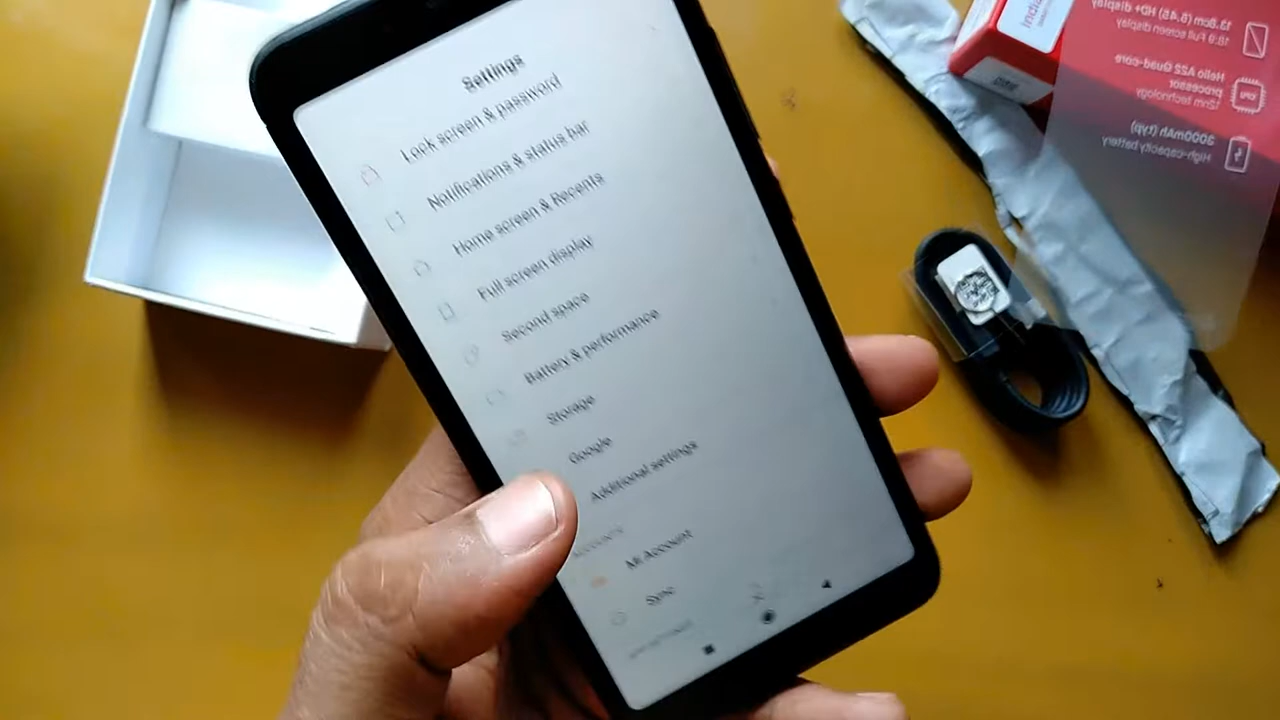 Settings
Lock screen & password
Notifications & status bar
Home screen & Recents
Full screen display
Second space
Battery & performance
Storage
Google
Additional settings
ACCOUNTS
Mi Account
Sync
13.8cm (5.45) HD+ display
18:9 Full screen display
Helio A22 Quad-core
processor
12nm technology
CPU
3000mAh (typ)
High-capacity battery